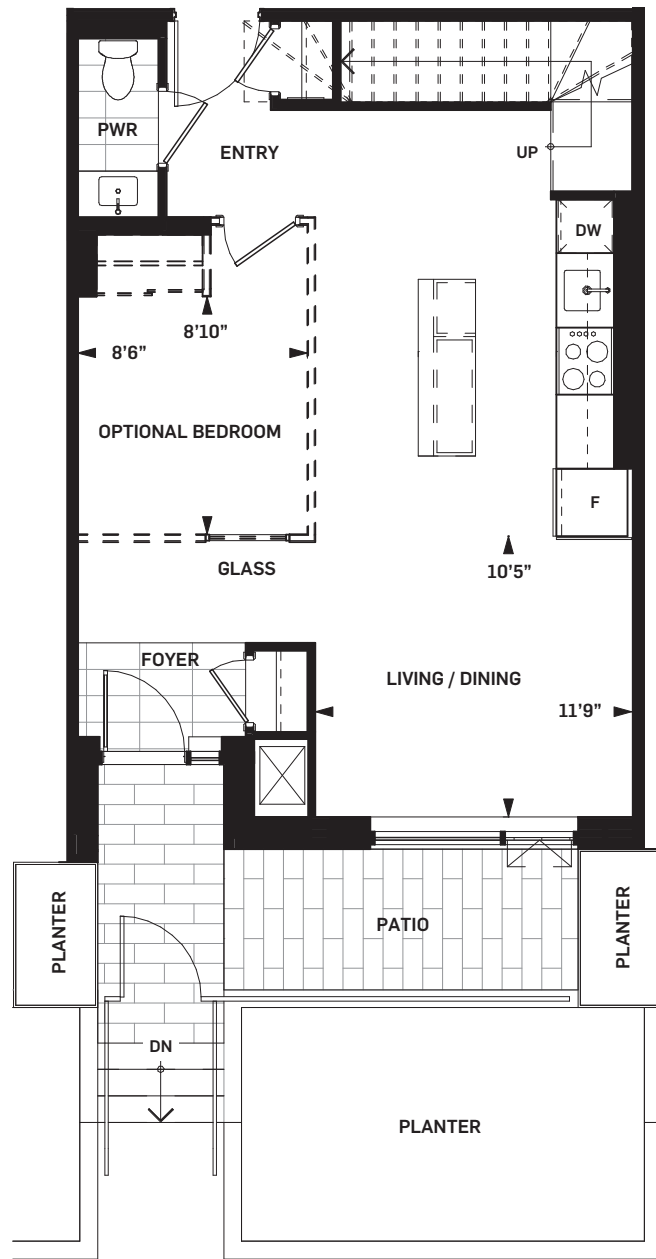 PWR
ENTRY
UP
DW
8'10"
8'6"
OPTIONAL BEDROOM
F
GLASS
10'5"
FOYER
LIVING / DINING
11'9"
PLANTER
PATIO
PLANTER
DN
PLANTER